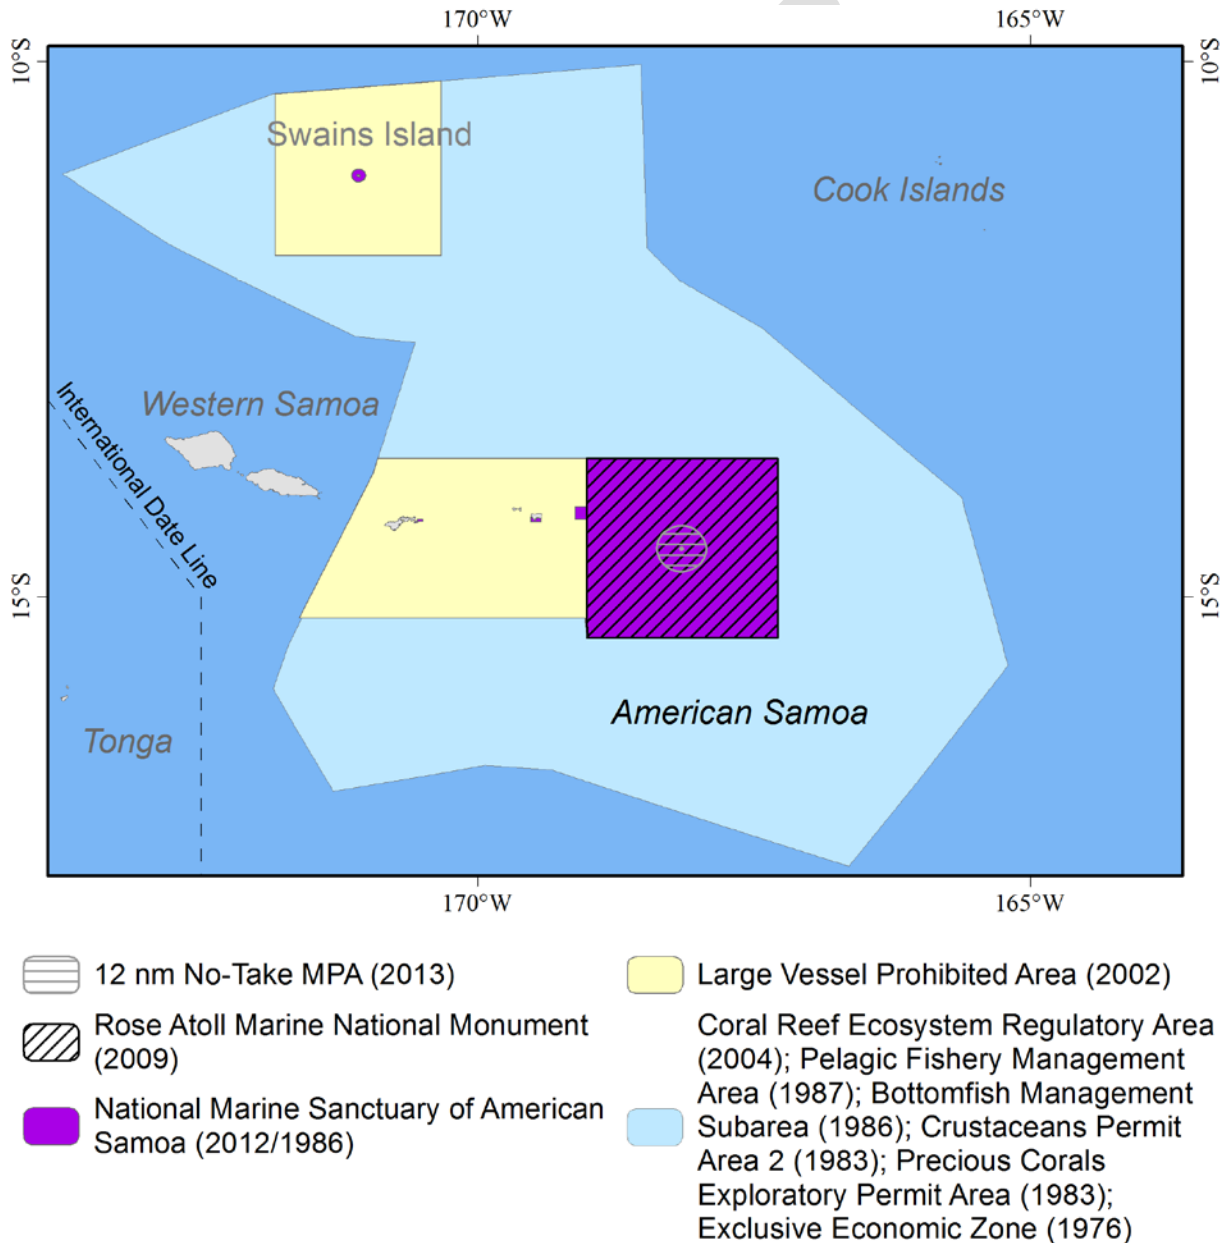 170°W
165°W
10°S
10°S
Swains Island
Cook Islands
Western Samoa
International Date Line
15°S
15°S
American Samoa
Tonga
170°W
165°W
12 nm No-Take MPA (2013)
Rose Atoll Marine National Monument
(2009)
National Marine Sanctuary of American
Samoa (2012/1986)
Large Vessel Prohibited Area (2002)
Coral Reef Ecosystem Regulatory Area
(2004); Pelagic Fishery Management
Area (1987); Bottomfish Management
Subarea (1986); Crustaceans Permit
Area 2 (1983); Precious Corals
Exploratory Permit Area (1983);
Exclusive Economic Zone (1976)